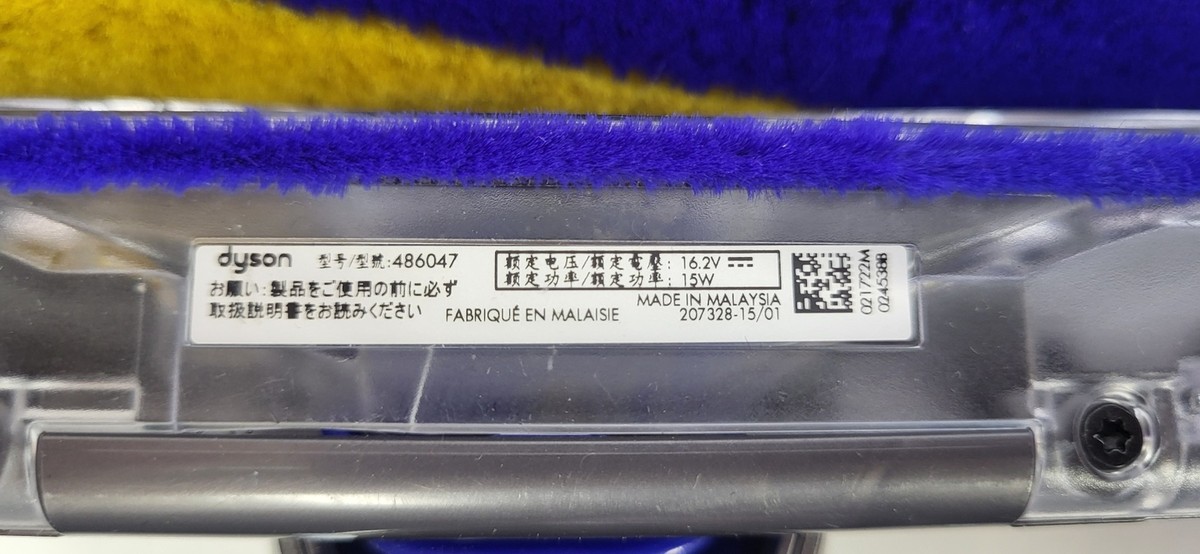 dyson 型号/型號:486047
お願い:製品をご使用の前に必ず
取扱説明書をお読みください
FABRIQUÉ EN MALAISIE
额定电压/額定電壓: 16.2V
额定功率/額定功率: 15W
MADE IN MALAYSIA
207328-15/01
021722M
0245388